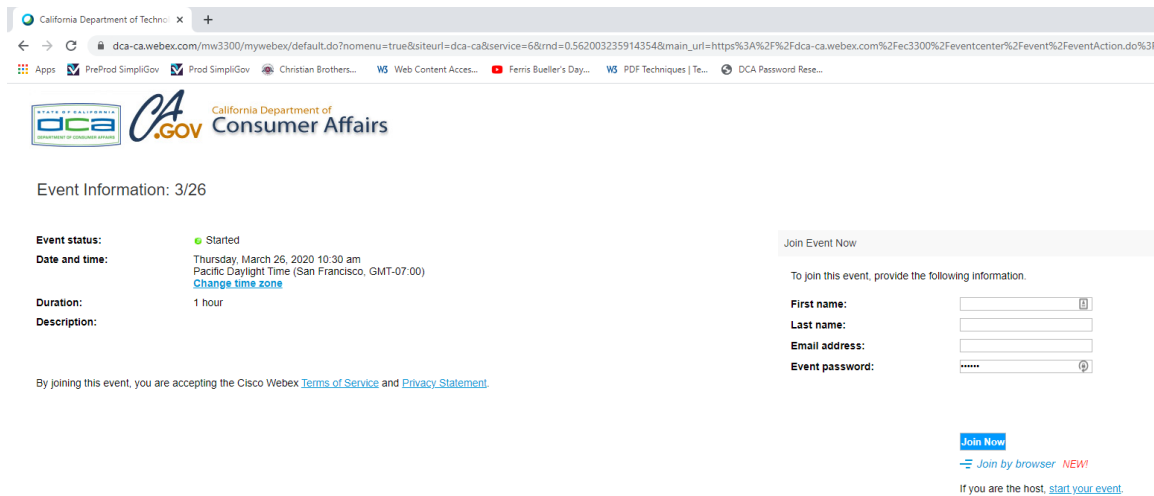 California Department of Technol
dca-ca.webex.com/mw3300/mywebex/default.do?nomenu=true&siteurl=dca-ca&service=6&rnd=0.562003235914354&main_url=https%3A%2F%2Fdca-ca.webex.com%2Fec3300%2Feventcenter%2Fevent%2FeventAction.do%3F
Apps PreProd SimpliGov Prod SimpliGov Christian Brothers... Web Content Acces... Ferris Bueller's Day... PDF Techniques | Te... DCA Password Rese...
STATE OF CALIFORNIA
dca
DEPARTMENT OF CONSUMER AFFAIRS
CA.GOV
California Department of
Consumer Affairs
Event Information: 3/26
Event status: Started
Date and time: Thursday, March 26, 2020 10:30 am
Pacific Daylight Time (San Francisco, GMT-07:00)
Change time zone
Duration: 1 hour
Description:
By joining this event, you are accepting the Cisco Webex Terms of Service and Privacy Statement.
Join Event Now
To join this event, provide the following information.
First name:
Last name:
Email address:
Event password: ••••••
Join Now
Join by browser NEW!
If you are the host, start your event.